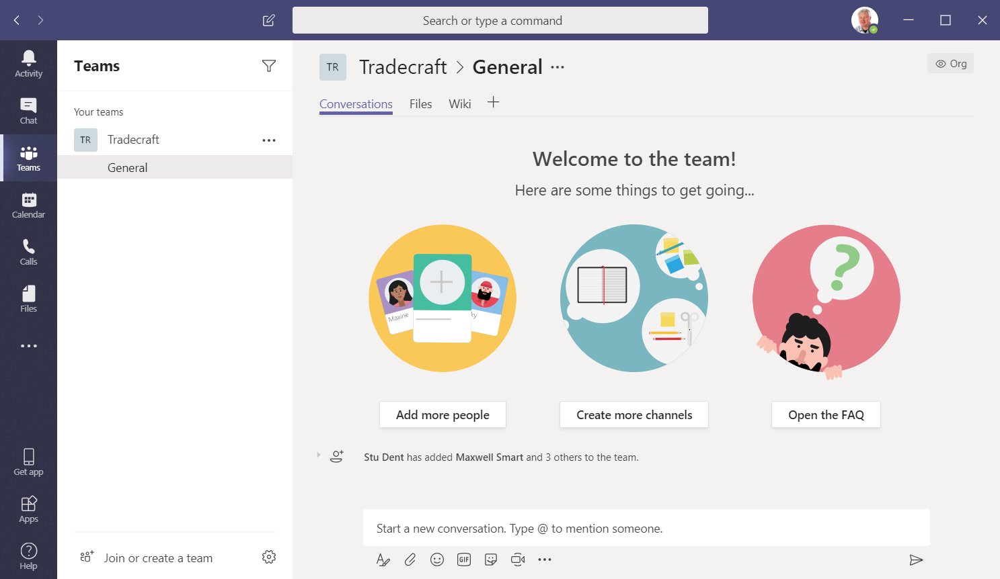 Search or type a command
Activity
Chat
Teams
Calendar
Calls
Files
Get app
Apps
Help
Teams
Your teams
TR Tradecraft
General
Join or create a team
TR Tradecraft > General
Org
Conversations Files Wiki
Welcome to the team!
Here are some things to get going...
Maxine
ky
?
Add more people
Create more channels
Open the FAQ
Stu Dent has added Maxwell Smart and 3 others to the team.
Start a new conversation. Type @ to mention someone.
GIF